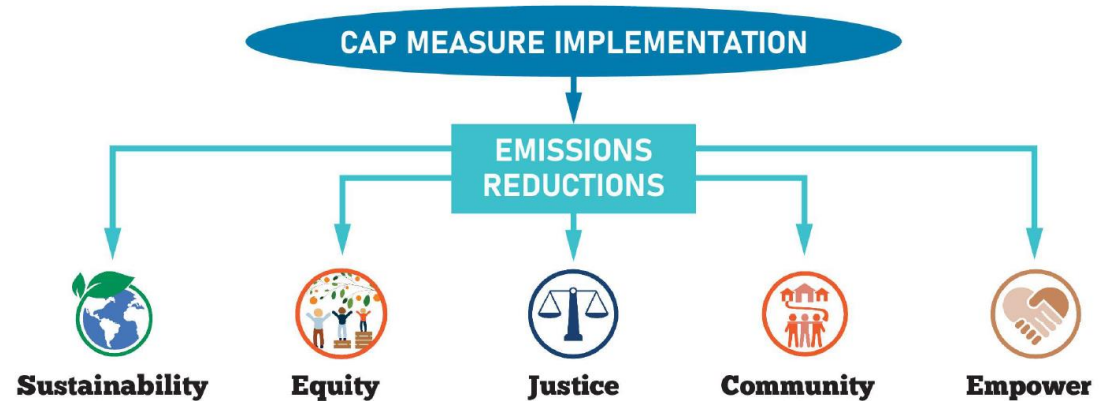 CAP MEASURE IMPLEMENTATION
EMISSIONS
REDUCTIONS
Sustainability
Equity
Justice
Community
Empower